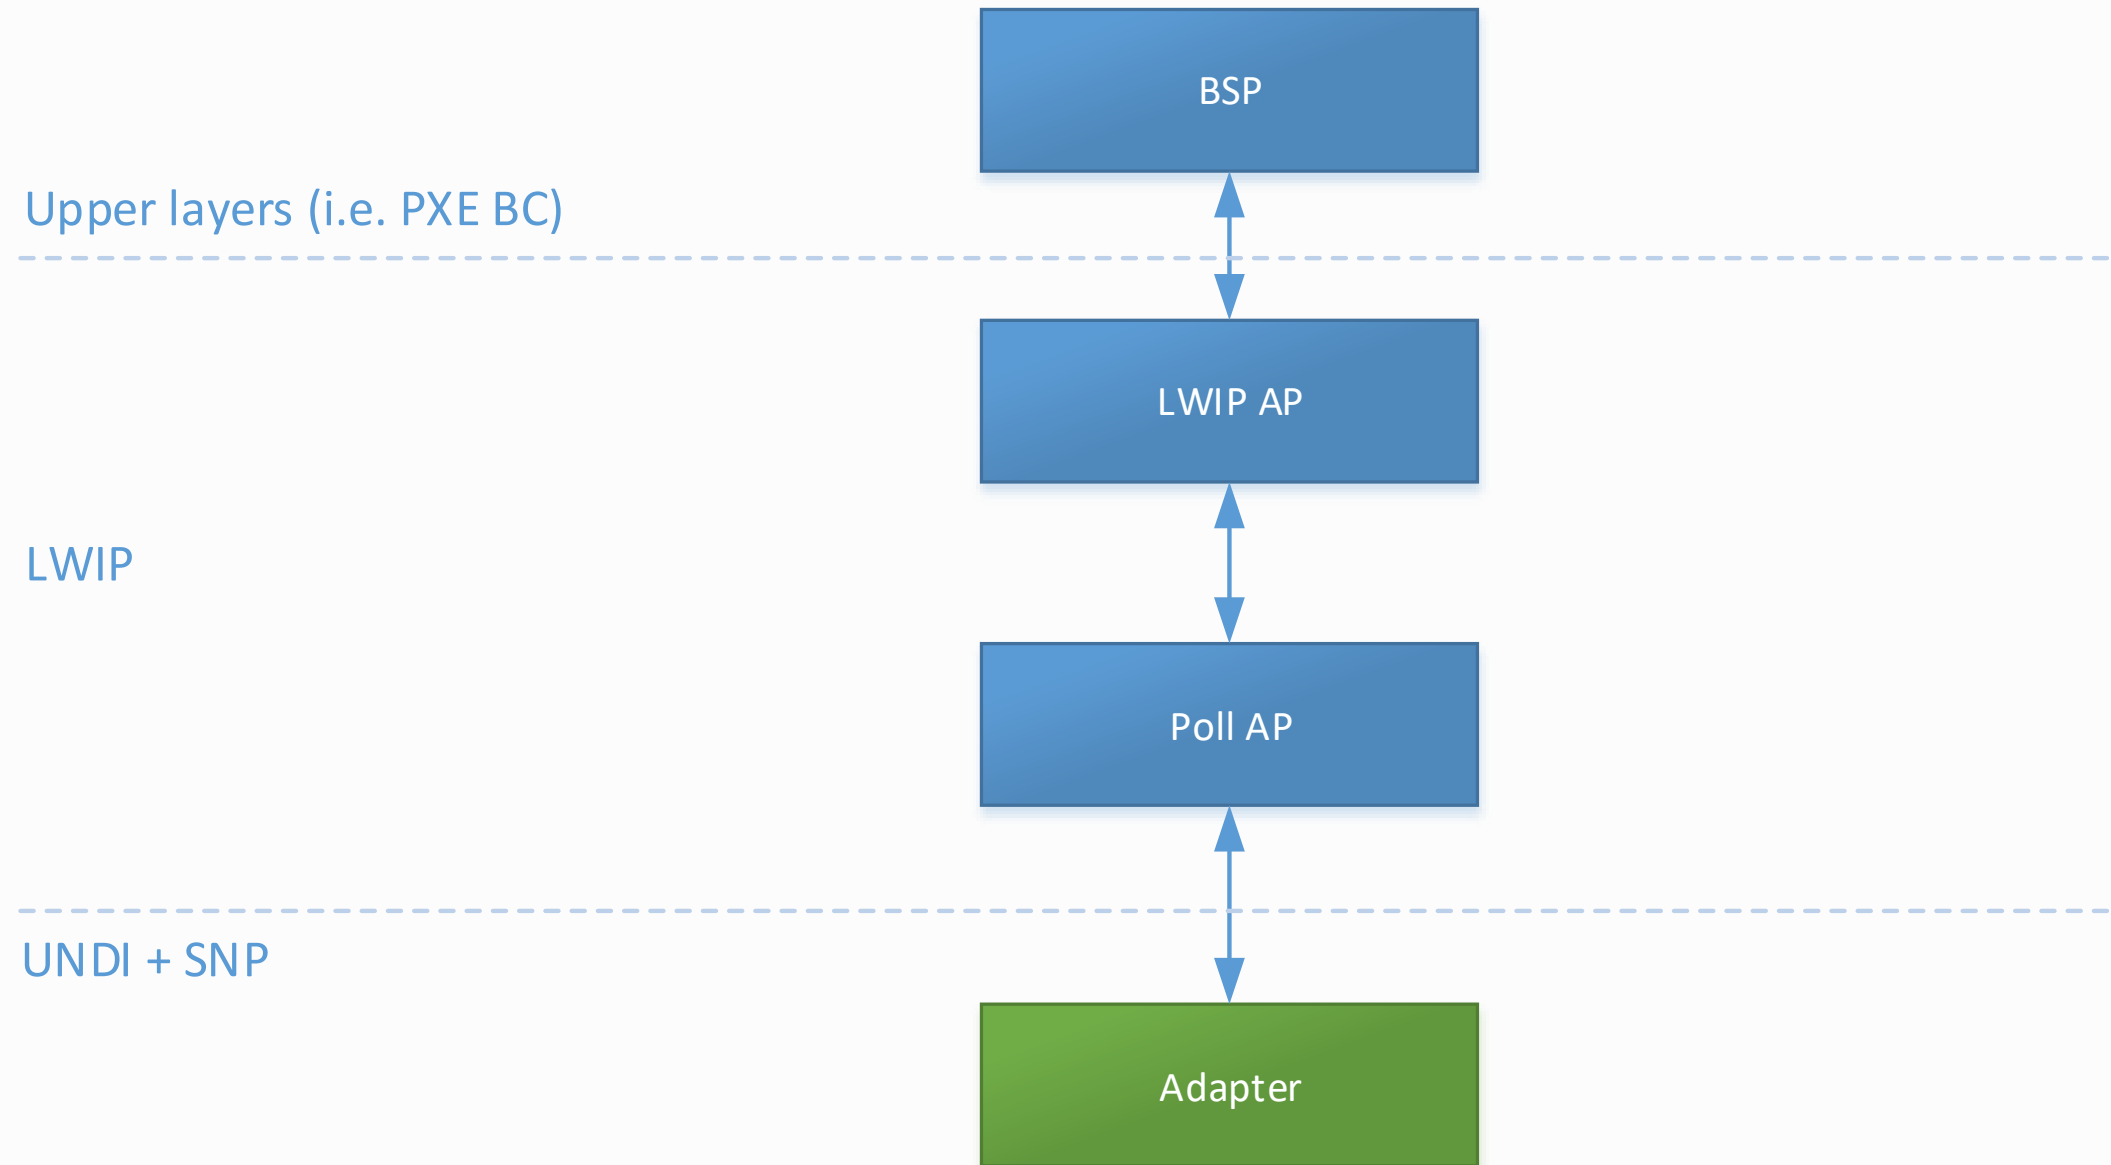 BSP
Upper layers (i.e. PXE BC)
LWIP AP
LWIP
Poll AP
UNDI + SNP
Adapter